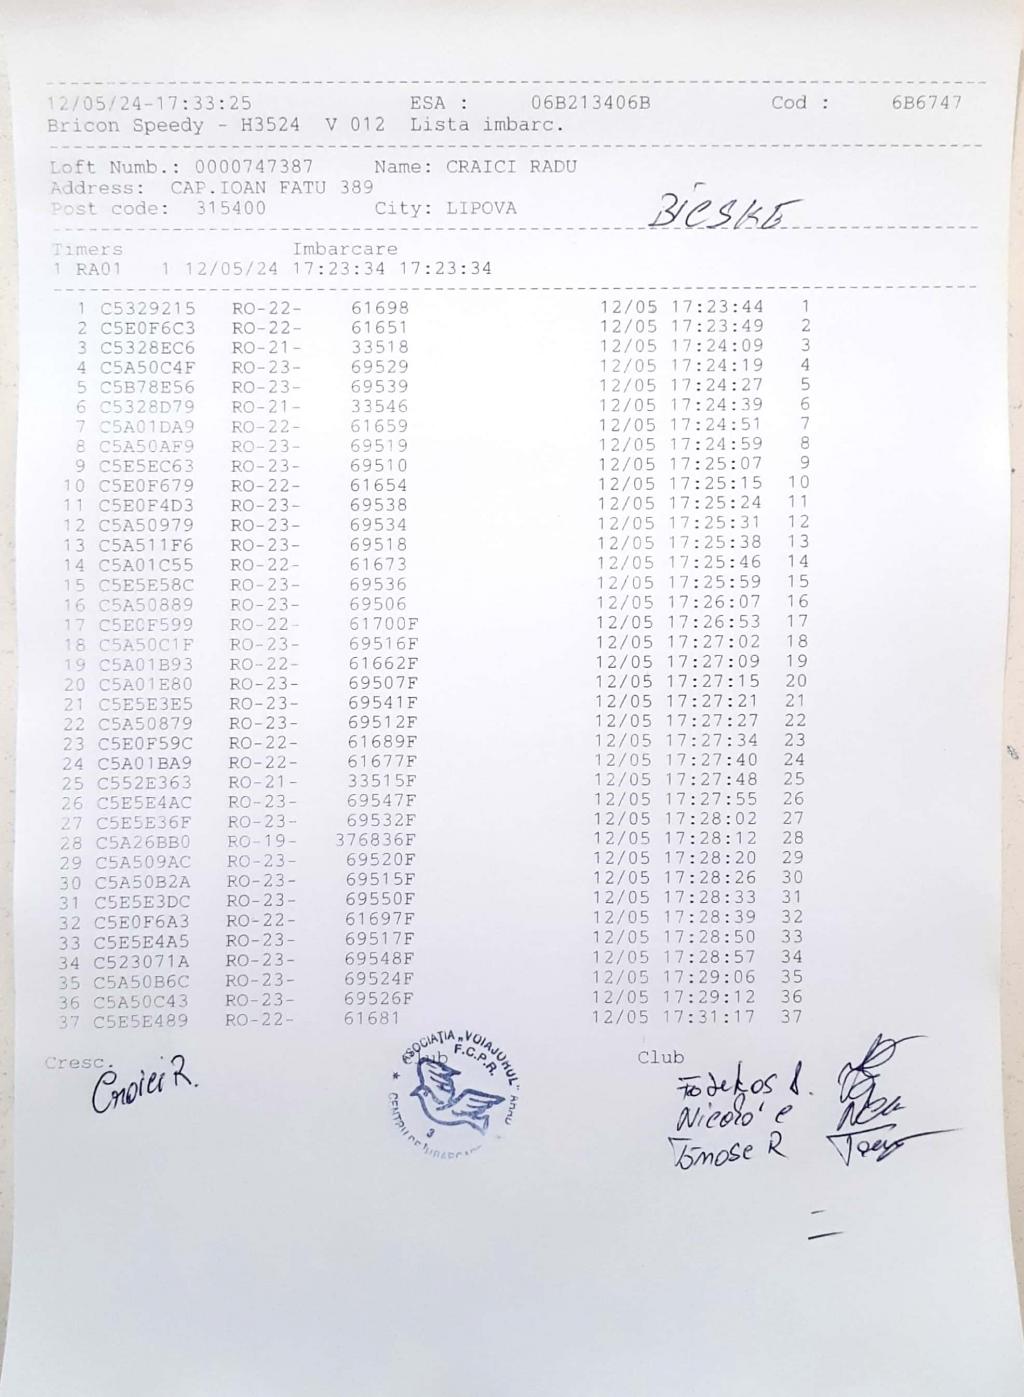 12/05/24-17:33:25 ESA : 06B213406B Cod : 6B6747
Bricon Speedy - H3524 V 012 Lista imbarc.
Loft Numb.: 0000747387 Name: CRAICI RADU
Address: CAP.IOAN FATU 389
Post code: 315400 City: LIPOVA
BICSKE
Timers Imbarcare
1 RA01 1 12/05/24 17:23:34 17:23:34
1 C5329215 RO-22- 61698 12/05 17:23:44 1
2 C5E0F6C3 RO-22- 61651 12/05 17:23:49 2
3 C5328EC6 RO-21- 33518 12/05 17:24:09 3
4 C5A50C4F RO-23- 69529 12/05 17:24:19 4
5 C5B78E56 RO-23- 69539 12/05 17:24:27 5
6 C5328D79 RO-21- 33546 12/05 17:24:39 6
7 C5A01DA9 RO-22- 61659 12/05 17:24:51 7
8 C5A50AF9 RO-23- 69519 12/05 17:24:59 8
9 C5E5EC63 RO-23- 69510 12/05 17:25:07 9
10 C5E0F679 RO-22- 61654 12/05 17:25:15 10
11 C5E0F4D3 RO-23- 69538 12/05 17:25:24 11
12 C5A50979 RO-23- 69534 12/05 17:25:31 12
13 C5A511F6 RO-23- 69518 12/05 17:25:38 13
14 C5A01C55 RO-22- 61673 12/05 17:25:46 14
15 C5E5E58C RO-23- 69536 12/05 17:25:59 15
16 C5A50889 RO-23- 69506 12/05 17:26:07 16
17 C5E0F599 RO-22- 61700F 12/05 17:26:53 17
18 C5A50C1F RO-23- 69516F 12/05 17:27:02 18
19 C5A01B93 RO-22- 61662F 12/05 17:27:09 19
20 C5A01E80 RO-23- 69507F 12/05 17:27:15 20
21 C5E5E3E5 RO-23- 69541F 12/05 17:27:21 21
22 C5A50879 RO-23- 69512F 12/05 17:27:27 22
23 C5E0F59C RO-22- 61689F 12/05 17:27:34 23
24 C5A01BA9 RO-22- 61677F 12/05 17:27:40 24
25 C552E363 RO-21- 33515F 12/05 17:27:48 25
26 C5E5E4AC RO-23- 69547F 12/05 17:27:55 26
27 C5E5E36F RO-23- 69532F 12/05 17:28:02 27
28 C5A26BB0 RO-19- 376836F 12/05 17:28:12 28
29 C5A509AC RO-23- 69520F 12/05 17:28:20 29
30 C5A50B2A RO-23- 69515F 12/05 17:28:26 30
31 C5E5E3DC RO-23- 69550F 12/05 17:28:33 31
32 C5E0F6A3 RO-22- 61697F 12/05 17:28:39 32
33 C5E5E4A5 RO-23- 69517F 12/05 17:28:50 33
34 C523071A RO-23- 69548F 12/05 17:28:57 34
35 C5A50B6C RO-23- 69524F 12/05 17:29:06 35
36 C5A50C43 RO-23- 69526F 12/05 17:29:12 36
37 C5E5E489 RO-22- 61681 12/05 17:31:17 37
Cresc. Club Club
Craici R.
ASOCIAȚIA „VOIAJORUL" ARAD
F.C.P.R.
3
CENTRU DE IMBARCARE
Tomose R